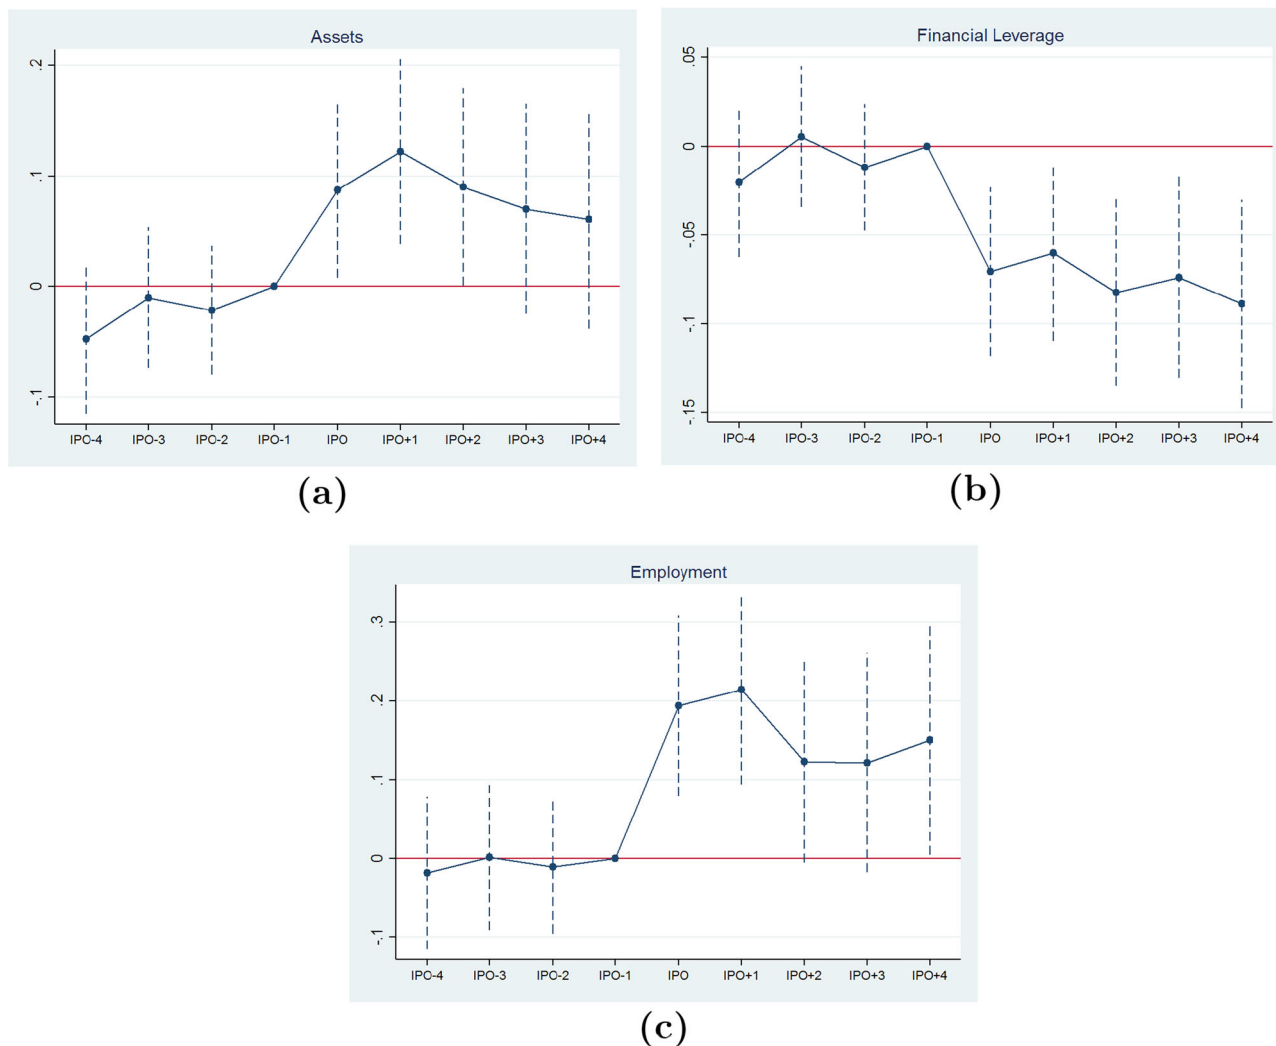 Assets
.2
.1
0
-.1
IPO-4 IPO-3 IPO-2 IPO-1 IPO IPO+1 IPO+2 IPO+3 IPO+4
(a)
Financial Leverage
.05
0
-.05
-.1
-.15
IPO-4 IPO-3 IPO-2 IPO-1 IPO IPO+1 IPO+2 IPO+3 IPO+4
(b)
Employment
.3
.2
.1
0
-.1
IPO-4 IPO-3 IPO-2 IPO-1 IPO IPO+1 IPO+2 IPO+3 IPO+4
(c)